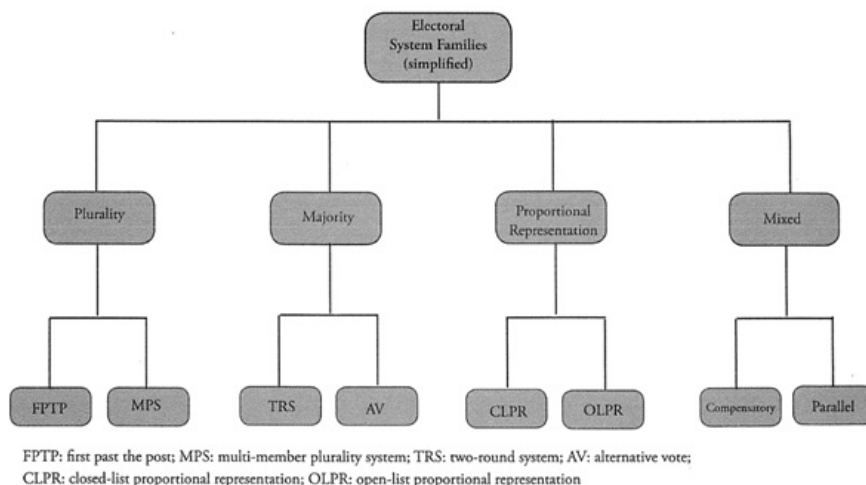 Electoral
System Families
(simplified)
Plurality
Majority
Proportional
Representation
Mixed
FPTP
MPS
TRS
AV
CLPR
OLPR
Compensatory
Parallel
FPTP: first past the post; MPS: multi-member plurality system; TRS: two-round system; AV: alternative vote;
CLPR: closed-list proportional representation; OLPR: open-list proportional representation